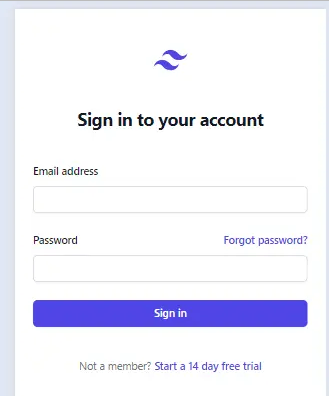 Sign in to your account
Email address
Password Forgot password?
Sign in
Not a member? Start a 14 day free trial